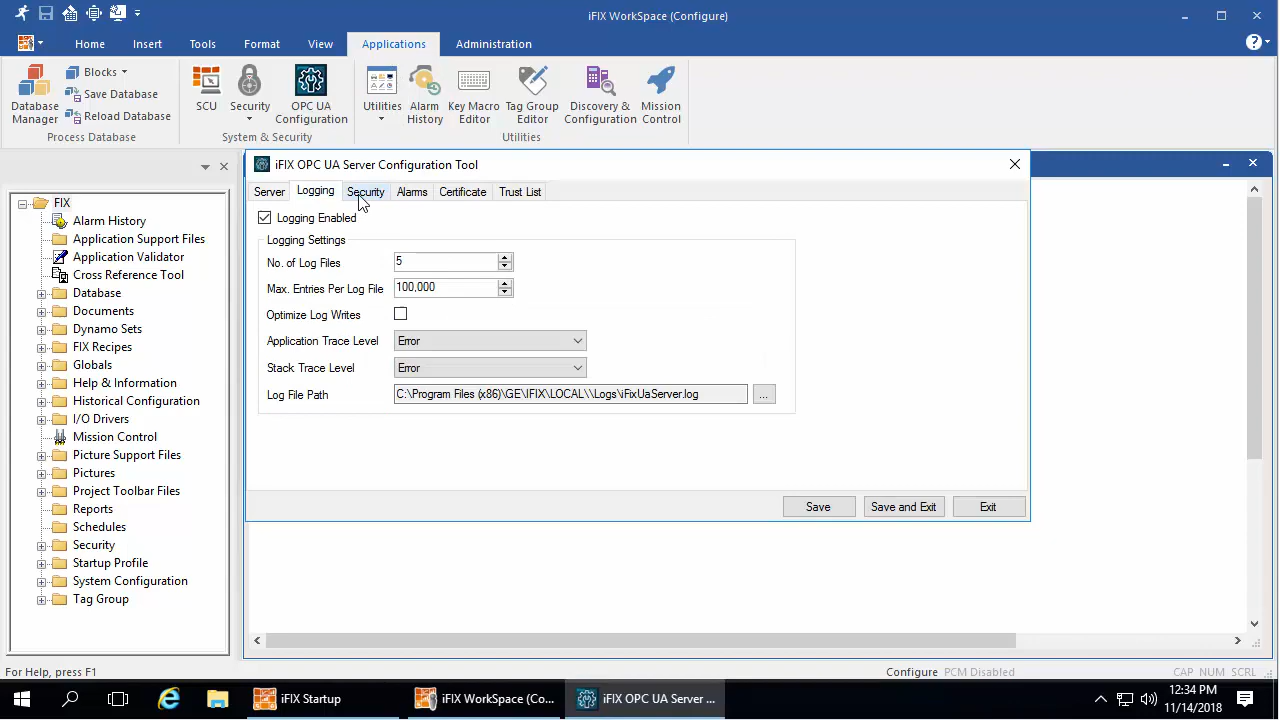 iFIX WorkSpace (Configure)
Home Insert Tools Format View Applications Administration
Database Manager
Blocks
Save Database
Reload Database
Process Database
SCU
Security
OPC UA Configuration
System & Security
Utilities
Alarm History
Key Macro Editor
Tag Group Editor
Discovery & Configuration
Mission Control
Utilities
FIX
Alarm History
Application Support Files
Application Validator
Cross Reference Tool
Database
Documents
Dynamo Sets
FIX Recipes
Globals
Help & Information
Historical Configuration
I/O Drivers
Mission Control
Picture Support Files
Pictures
Project Toolbar Files
Reports
Schedules
Security
Startup Profile
System Configuration
Tag Group
iFIX OPC UA Server Configuration Tool
Server Logging Security Alarms Certificate Trust List
Logging Enabled
Logging Settings
No. of Log Files 5
Max. Entries Per Log File 100,000
Optimize Log Writes
Application Trace Level Error
Stack Trace Level Error
Log File Path C:\Program Files (x86)\GE\IFIX\LOCAL\\Logs\iFixUaServer.log ...
Save Save and Exit Exit
For Help, press F1 Configure PCM Disabled CAP NUM SCRL
iFIX Startup iFIX WorkSpace (Co... iFIX OPC UA Server ...
12:34 PM
11/14/2018